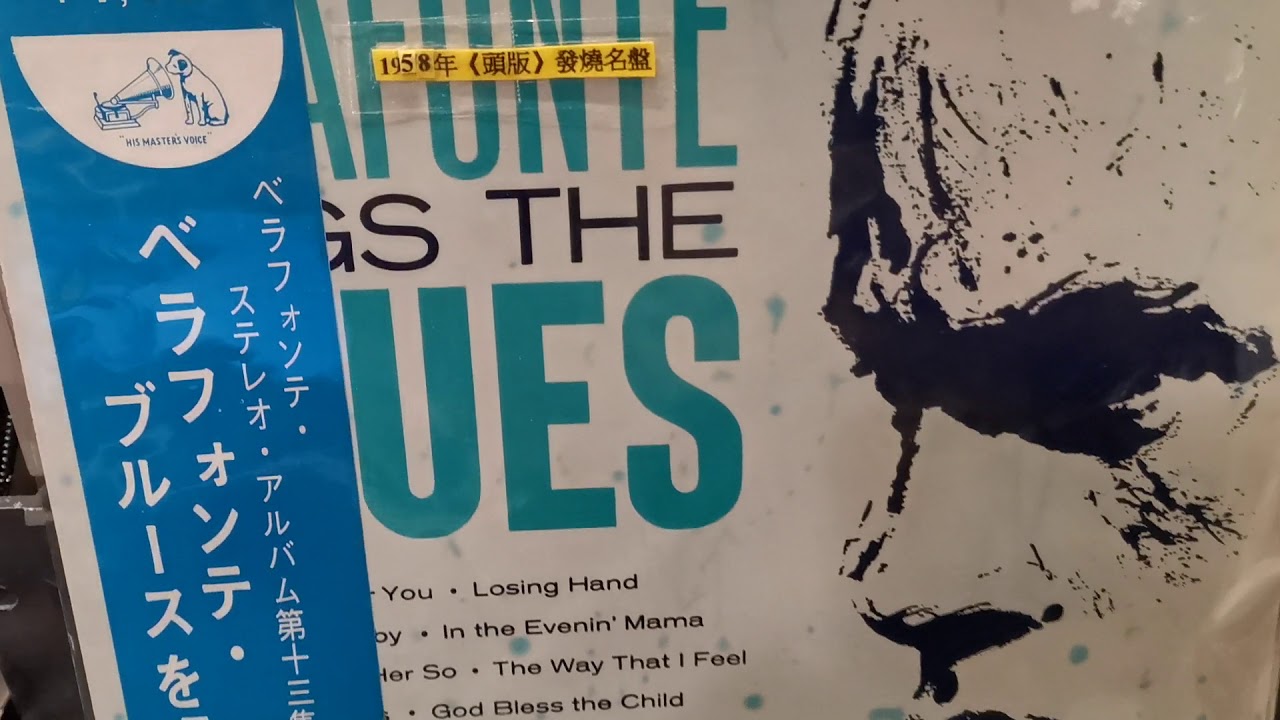 "HIS MASTER'S VOICE"
ベラフォンテ・
ステレオ・アルバム第十三集
ベラフォンテ・
ブルースを
1958年《頭版》發燒名盤
AFONTE
GS THE
UES
You • Losing Hand
• In the Evenin' Mama
Her So • The Way That I Feel
• God Bless the Child